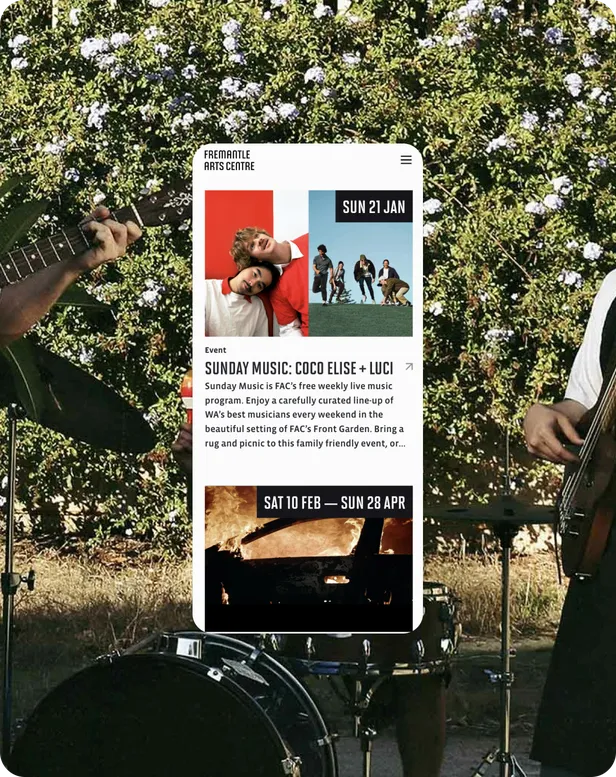 FREMANTLE
ARTS CENTRE
SUN 21 JAN
Event
SUNDAY MUSIC: COCO ELISE + LUCI
Sunday Music is FAC's free weekly live music
program. Enjoy a carefully curated line-up of
WA's best musicians every weekend in the
beautiful setting of FAC's Front Garden. Bring a
rug and picnic to this family friendly event, or...
SAT 10 FEB — SUN 28 APR